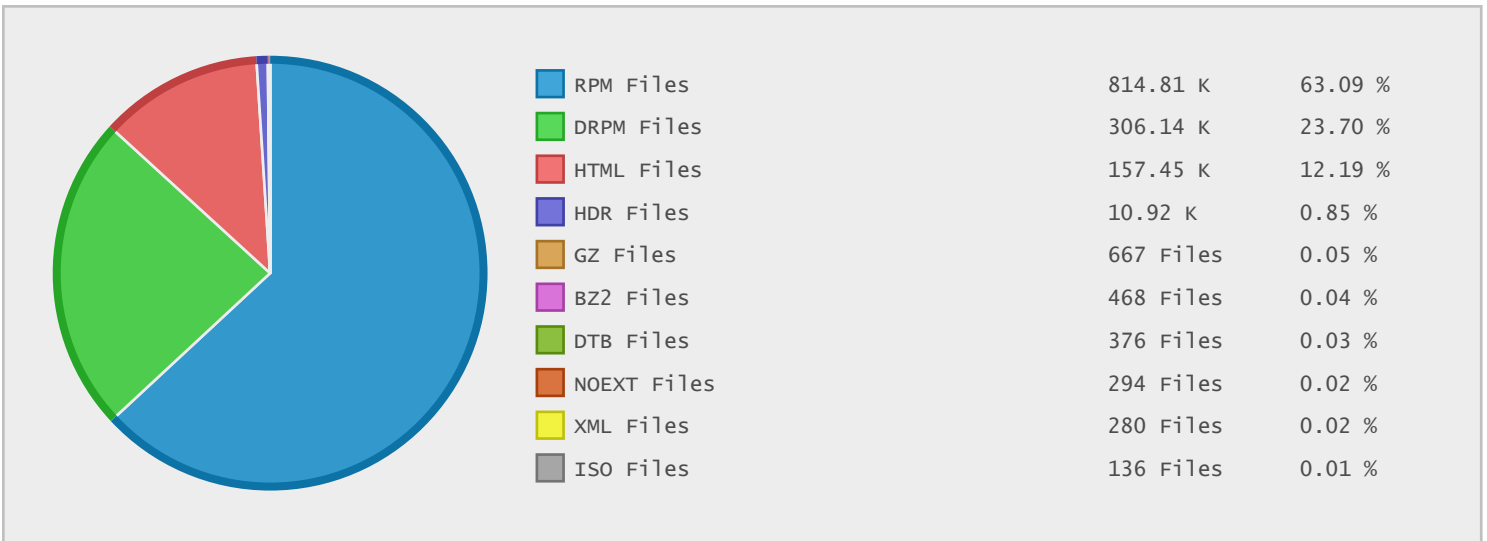 RPM Files 814.81 K 63.09 %
DRPM Files 306.14 K 23.70 %
HTML Files 157.45 K 12.19 %
HDR Files 10.92 K 0.85 %
GZ Files 667 Files 0.05 %
BZ2 Files 468 Files 0.04 %
DTB Files 376 Files 0.03 %
NOEXT Files 294 Files 0.02 %
XML Files 280 Files 0.02 %
ISO Files 136 Files 0.01 %